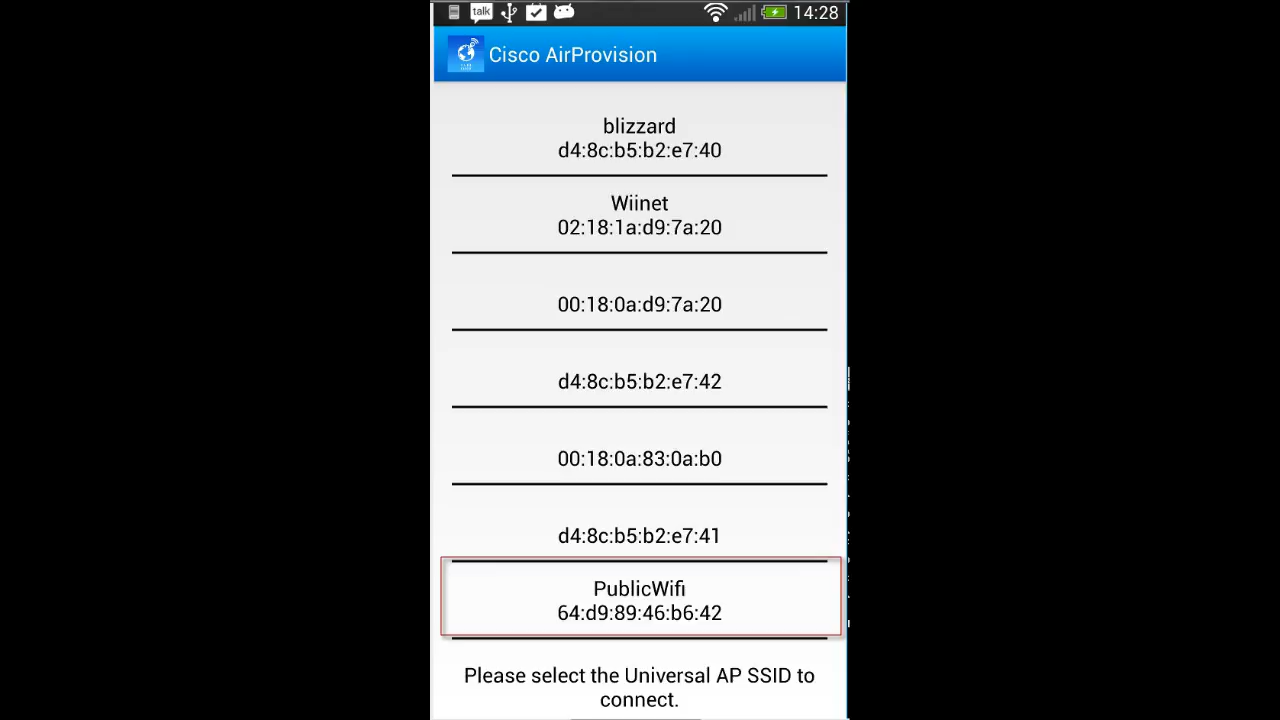 talk 14:28
Cisco AirProvision
blizzard
d4:8c:b5:b2:e7:40
Wiinet
02:18:1a:d9:7a:20
00:18:0a:d9:7a:20
d4:8c:b5:b2:e7:42
00:18:0a:83:0a:b0
d4:8c:b5:b2:e7:41
PublicWifi
64:d9:89:46:b6:42
Please select the Universal AP SSID to
connect.